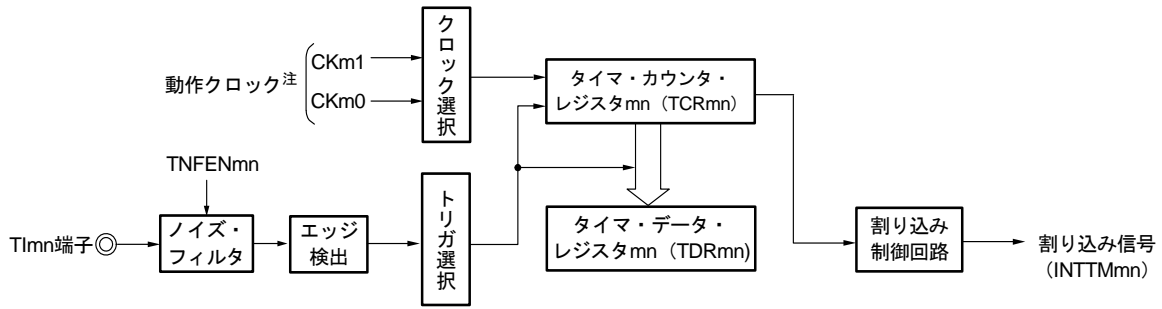 動作クロック注
CKm1
CKm0
クロック選択
タイマ・カウンタ・
レジスタmn（TCRmn）
TNFENmn
TImn端子
ノイズ・
フィルタ
エッジ
検出
トリガ選択
タイマ・データ・
レジスタmn（TDRmn)
割り込み
制御回路
割り込み信号
（INTTMmn）